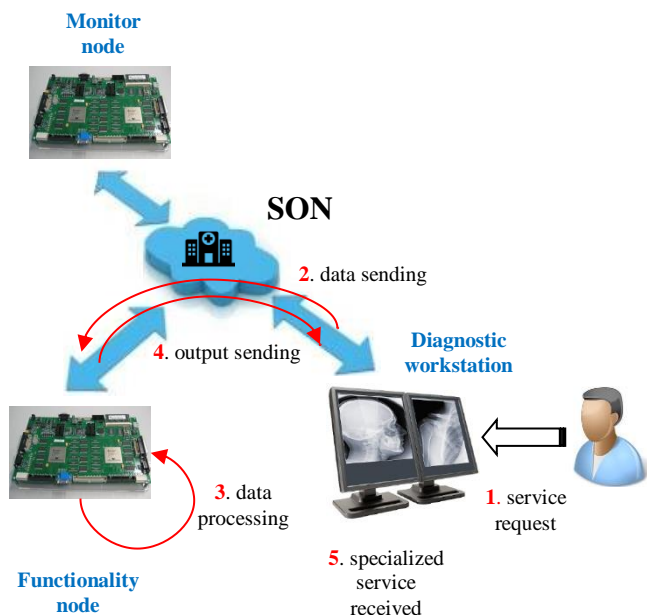 Monitor
node
SON
2. data sending
4. output sending
Diagnostic
workstation
3. data
processing
1. service
request
Functionality
node
5. specialized
service
received